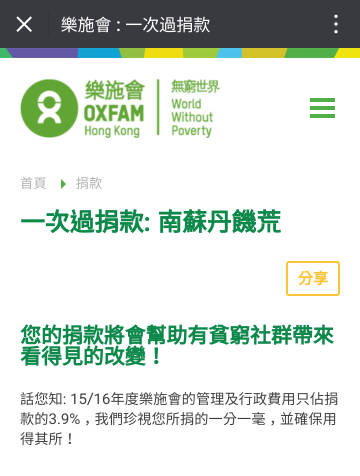 樂施會 : 一次過捐款
樂施會
OXFAM
Hong Kong
無窮世界
World
Without
Poverty
首頁 捐款
一次過捐款: 南蘇丹饑荒
分享
您的捐款將會幫助有貧窮社群帶來
看得見的改變！
話您知: 15/16年度樂施會的管理及行政費用只佔捐
款的3.9%，我們珍視您所捐的一分一毫，並確保用
得其所！